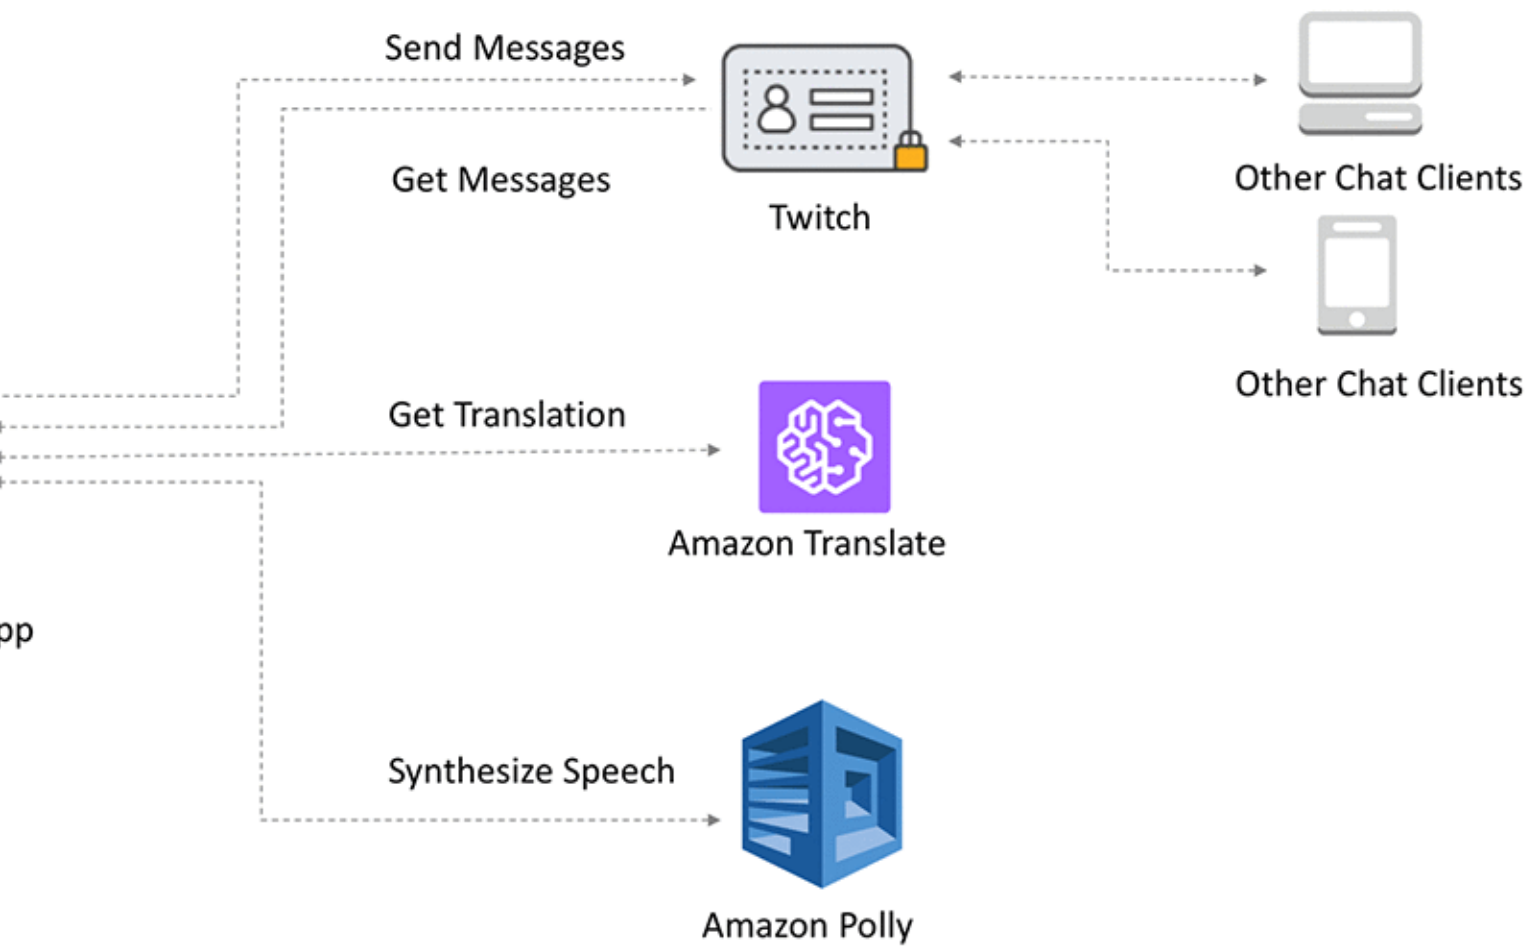 Send Messages
Get Messages
Twitch
Other Chat Clients
Other Chat Clients
Get Translation
Amazon Translate
pp
Synthesize Speech
Amazon Polly